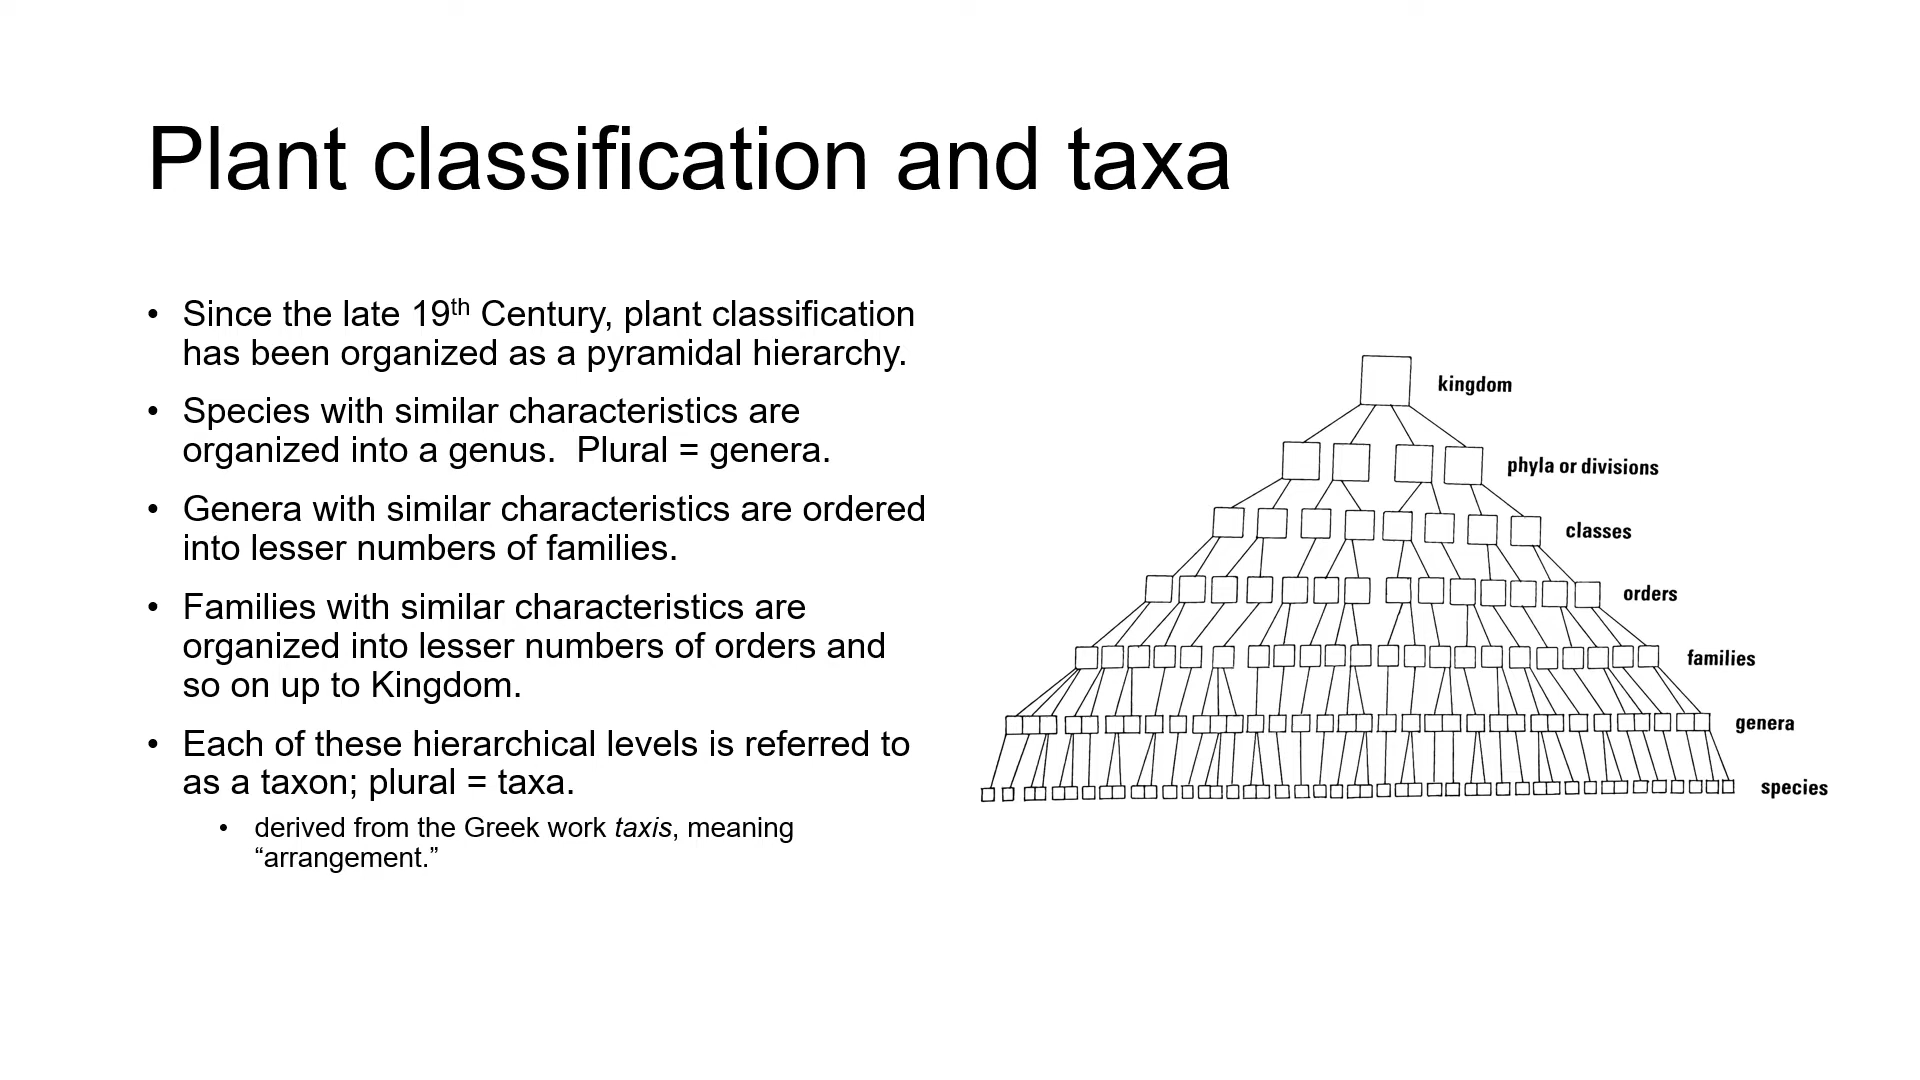 Plant classification and taxa
• Since the late 19th Century, plant classification
has been organized as a pyramidal hierarchy.
• Species with similar characteristics are
organized into a genus.  Plural = genera.
• Genera with similar characteristics are ordered
into lesser numbers of families.
• Families with similar characteristics are
organized into lesser numbers of orders and
so on up to Kingdom.
• Each of these hierarchical levels is referred to
as a taxon; plural = taxa.
• derived from the Greek work taxis, meaning
“arrangement.”
kingdom
phyla or divisions
classes
orders
families
genera
species